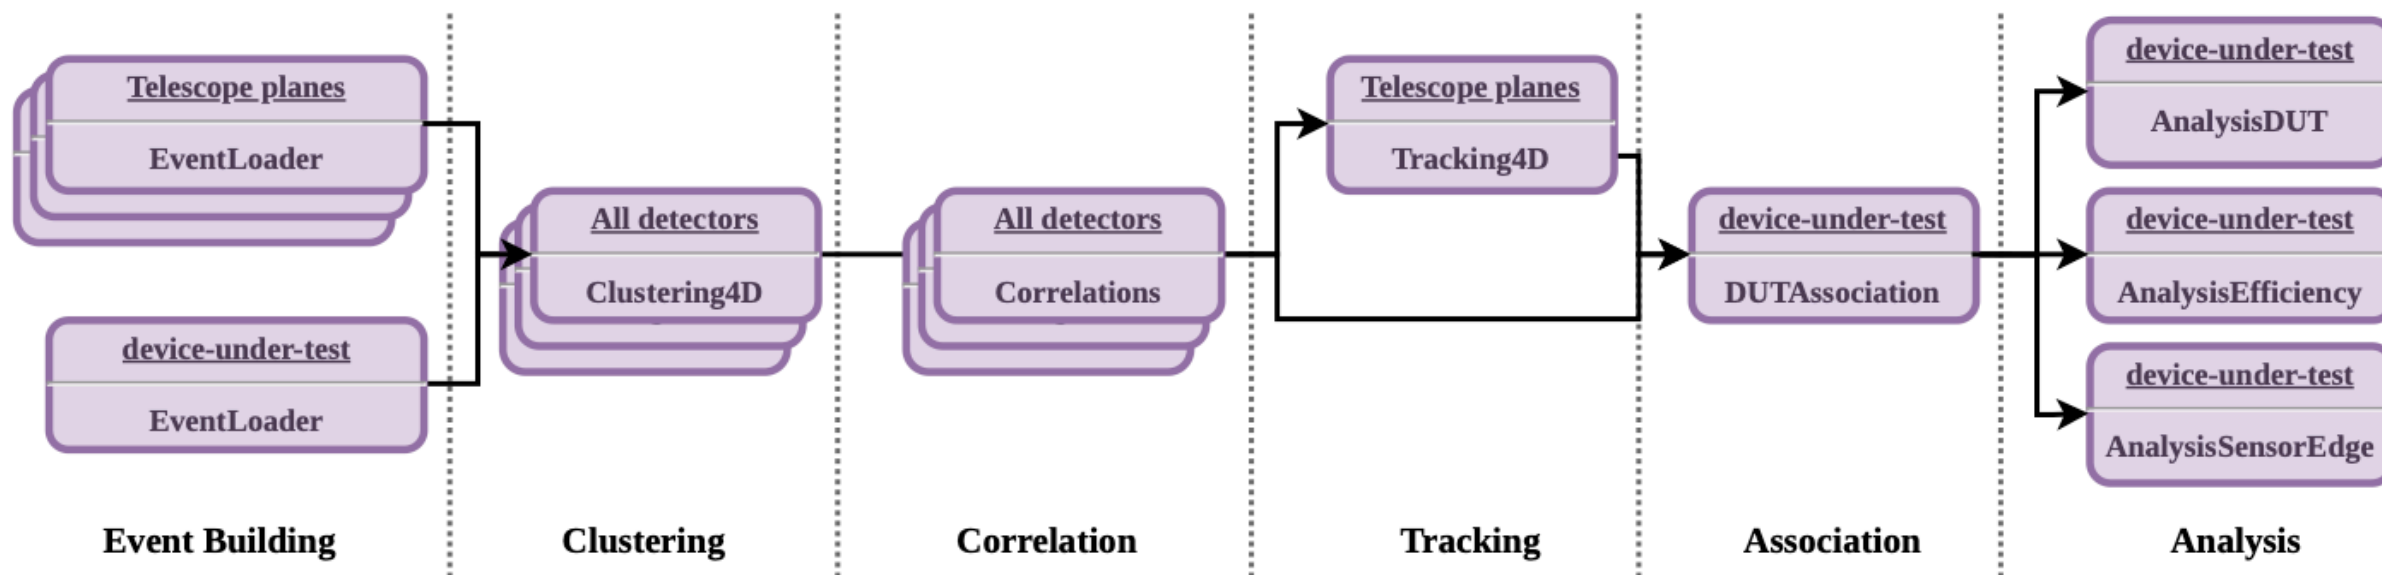 Telescope planes
EventLoader
device-under-test
EventLoader
All detectors
Clustering4D
All detectors
Correlations
Telescope planes
Tracking4D
device-under-test
DUTAssociation
device-under-test
AnalysisDUT
device-under-test
AnalysisEfficiency
device-under-test
AnalysisSensorEdge
Event Building
Clustering
Correlation
Tracking
Association
Analysis